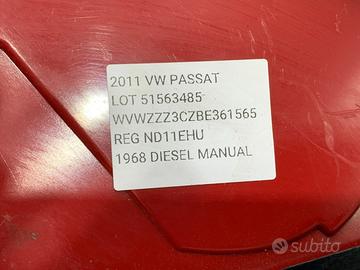 2011 VW PASSAT
LOT 51563485
WVWZZZ3CZBE361565
REG ND11EHU
1968 DIESEL MANUAL
subito